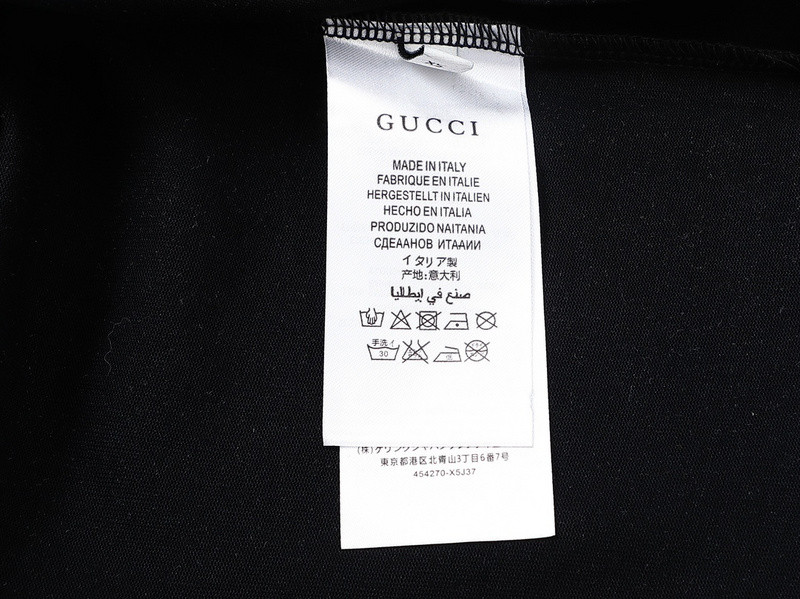 GUCCI
MADE IN ITALY
FABRIQUE EN ITALIE
HERGESTELLT IN ITALIEN
HECHO EN ITALIA
PRODUZIDO NAITANIA
СДЕААНОВ ИТААИИ
イタリア製
产地:意大利
صنع في إيطاليا
手洗イ
30
東京都港区北青山3丁目6番7号
454270-X5J37